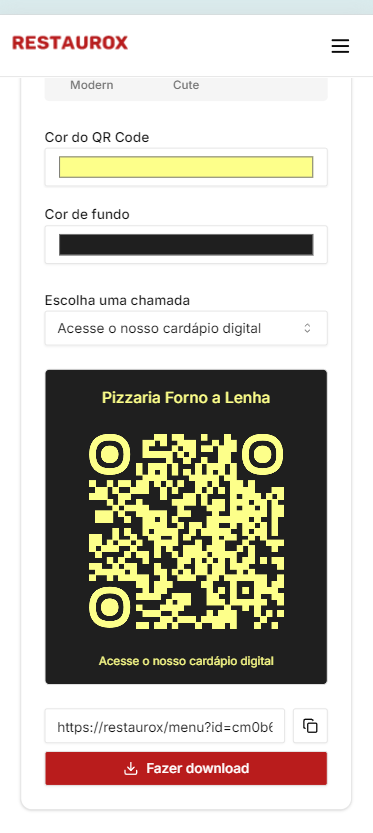 RESTAUROX
Modern
Cute
Cor do QR Code
Cor de fundo
Escolha uma chamada
Acesse o nosso cardápio digital
Pizzaria Forno a Lenha
Acesse o nosso cardápio digital
https://restaurox/menu?id=cm0b6
Fazer download